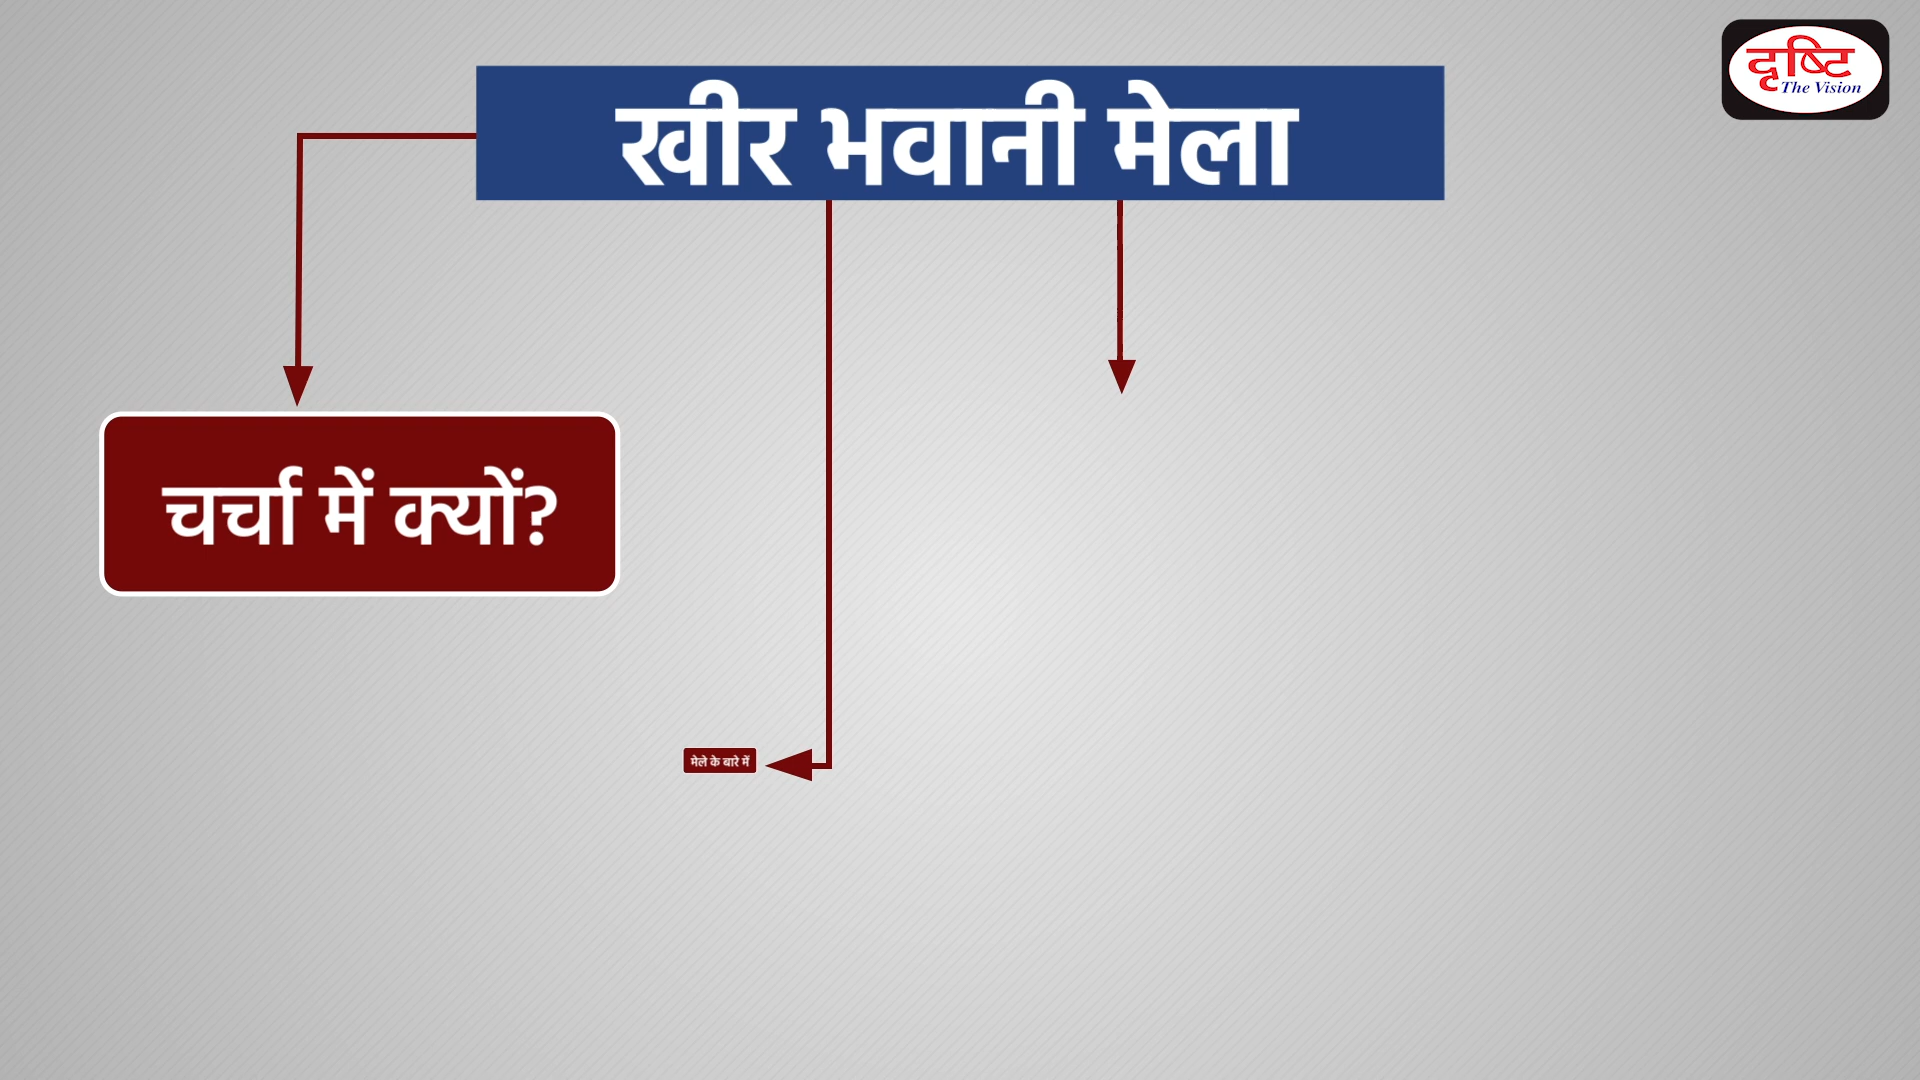 दृष्टि
The Vision
खीर भवानी मेला
चर्चा में क्यों?
मेले के बारे में